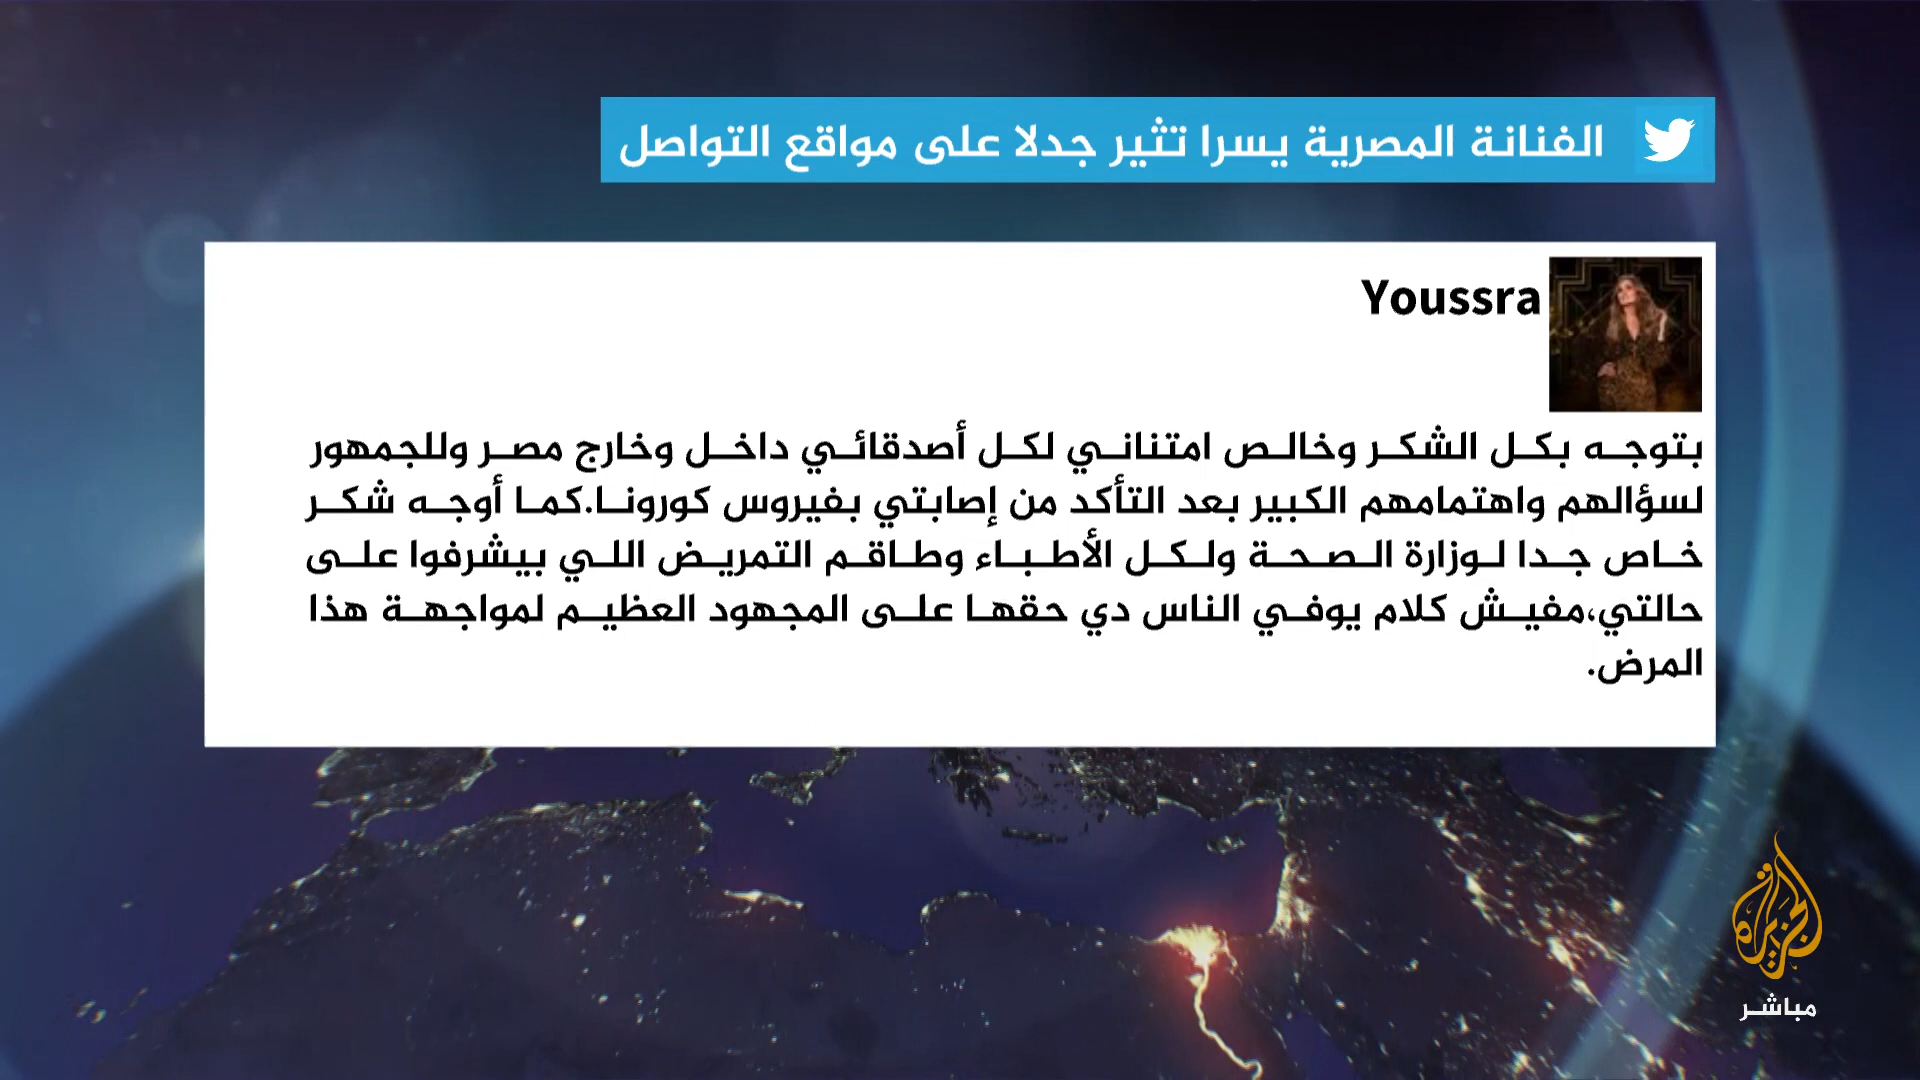 الفنانة المصرية يسرا تثير جدلا على مواقع التواصل
Youssra
بتوجه بكل الشكر وخالص امتناني لكل أصدقائي داخل وخارج مصر وللجمهور
لسؤالهم واهتمامهم الكبير بعد التأكد من إصابتي بفيروس كورونا.كما أوجه شكر
خاص جدا لوزارة الصحة ولكل الأطباء وطاقم التمريض اللي بيشرفوا على
حالتي،مفيش كلام يوفي الناس دي حقها على المجهود العظيم لمواجهة هذا
المرض.
الجزيرة
مباشر